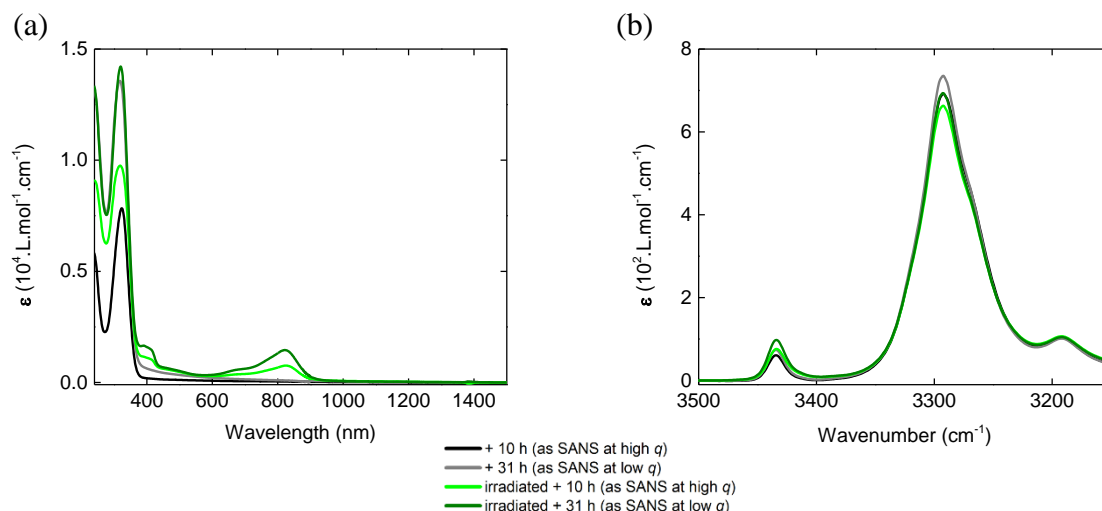 (a)
1.5
1.0
0.5
0.0
ε (10⁴.L.mol⁻¹.cm⁻¹)
400 600 800 1000 1200 1400
Wavelength (nm)
(b)
8
6
4
2
0
ε (10².L.mol⁻¹.cm⁻¹)
3500 3400 3300 3200
Wavenumber (cm⁻¹)
+ 10 h (as SANS at high q)
+ 31 h (as SANS at low q)
irradiated + 10 h (as SANS at high q)
irradiated + 31 h (as SANS at low q)